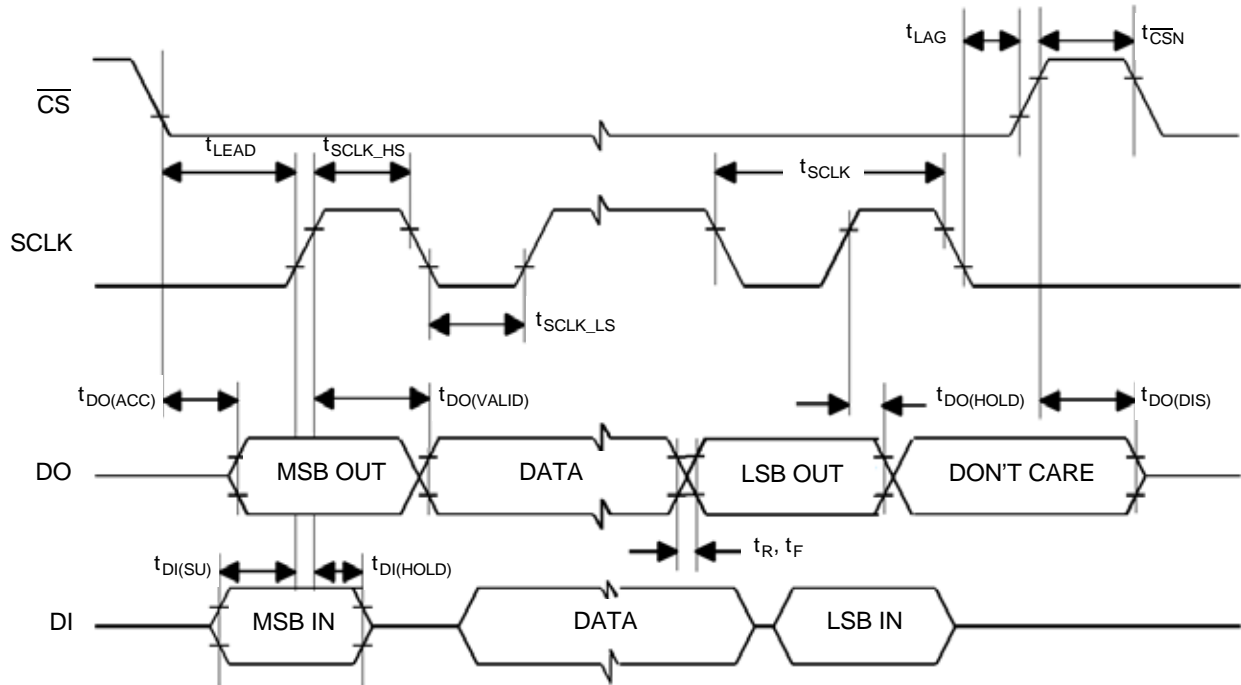 tLAG
tCSN
CS
tLEAD
tSCLK_HS
tSCLK
SCLK
tSCLK_LS
tDO(ACC)
tDO(VALID)
tDO(HOLD)
tDO(DIS)
DO
MSB OUT
DATA
LSB OUT
DON'T CARE
tR, tF
tDI(SU)
tDI(HOLD)
DI
MSB IN
DATA
LSB IN